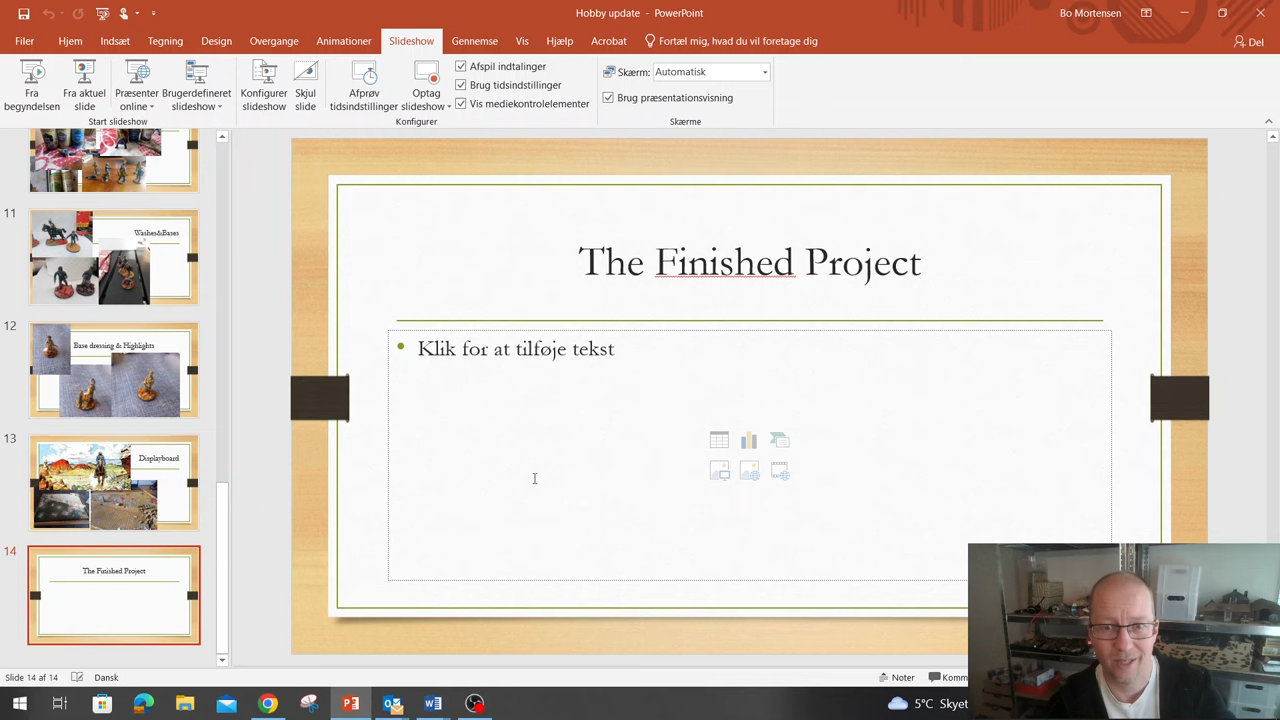 Hobby update - PowerPoint
Bo Mortensen
Filer Hjem Indsæt Tegning Design Overgange Animationer Slideshow Gennemse Vis Hjælp Acrobat Fortæl mig, hvad du vil foretage dig
Del
Fra begyndelsen
Fra aktuel slide
Præsenter online
Brugerdefineret slideshow
Konfigurer slideshow
Skjul slide
Afprøv tidsindstillinger
Optag slideshow
Afspil indtalinger
Brug tidsindstillinger
Vis mediekontrolelementer
Skærm: Automatisk
Brug præsentationsvisning
Start slideshow
Konfigurer
Skærme
11
Washes&Bases
12
Base dressing & Highlights
13
Displayboard
14
The Finished Project
The Finished Project
Klik for at tilføje tekst
Slide 14 af 14
Dansk
Noter
Komm
5°C Skyet